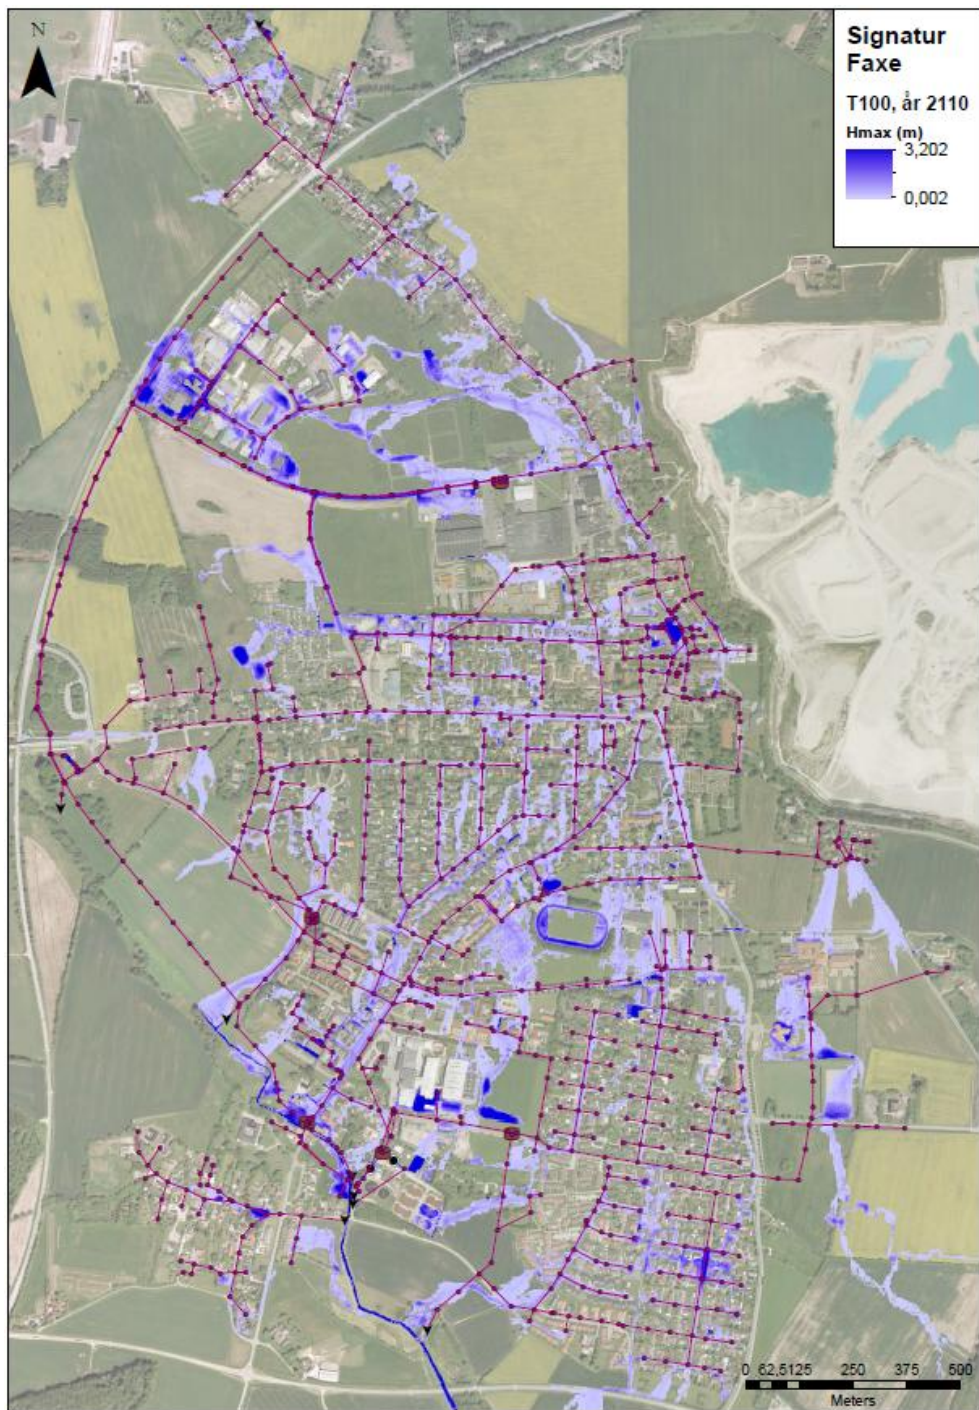 N
Signatur
Faxe
T100, år 2110
Hmax (m)
3,202
0,002
0 62,5125 250 375 500
Meters